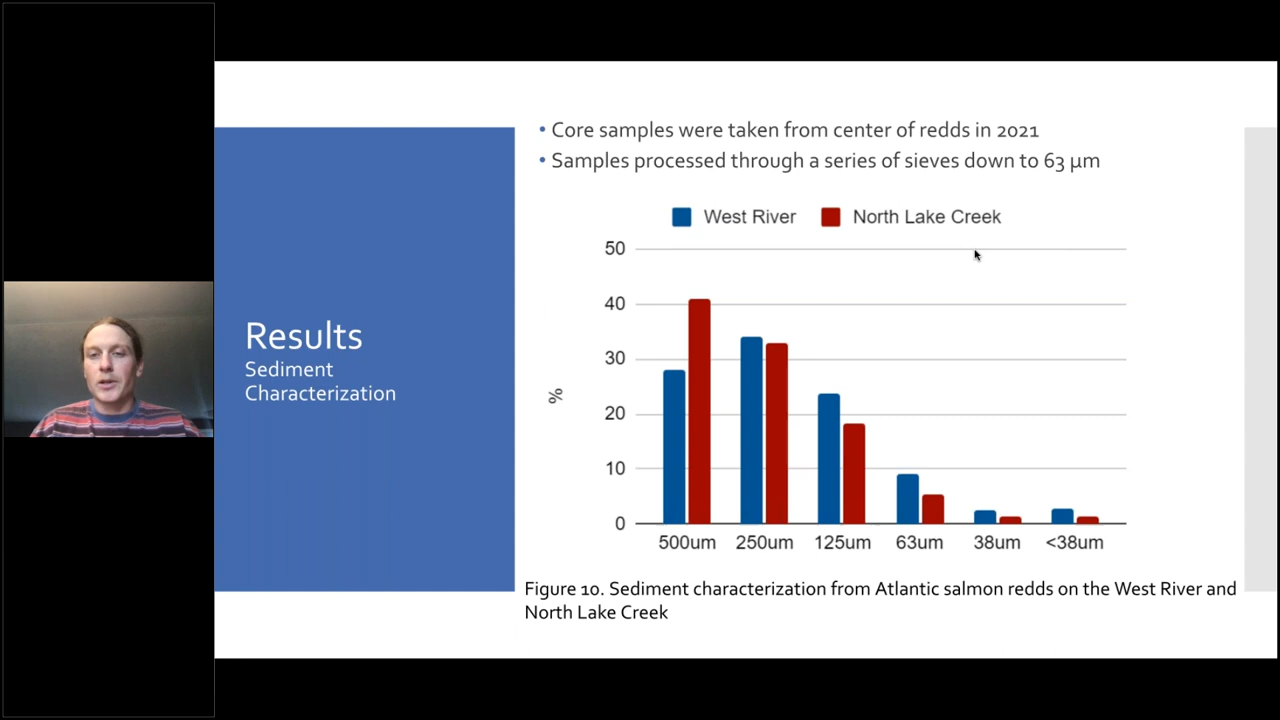 • Core samples were taken from center of redds in 2021
• Samples processed through a series of sieves down to 63 µm
Results
Sediment
Characterization
West River North Lake Creek
50
40
30
20
10
0
%
500um 250um 125um 63um 38um <38um
Figure 10. Sediment characterization from Atlantic salmon redds on the West River and
North Lake Creek